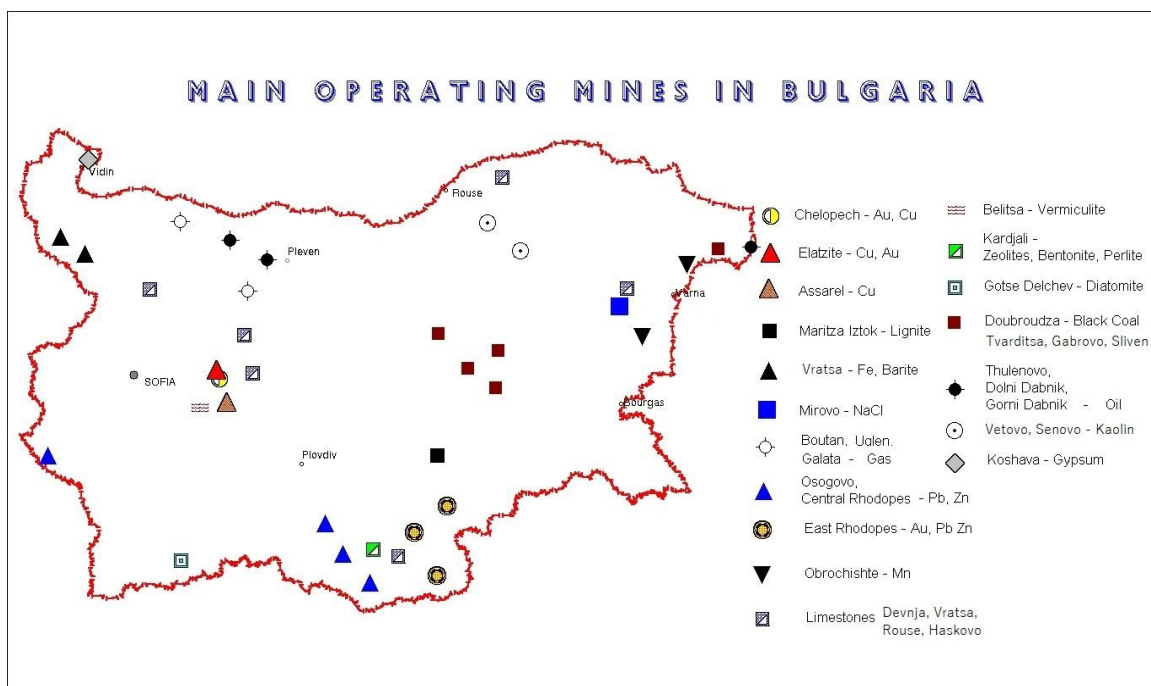 MAIN OPERATING MINES IN BULGARIA
Vidin
Rouse
Pleven
Varna
SOFIA
Bourgas
Plovdiv
Chelopech - Au, Cu
Elatzite - Cu, Au
Assarel - Cu
Maritza Iztok - Lignite
Vratsa - Fe, Barite
Mirovo - NaCl
Boutan, Uglen,
Galata - Gas
Osogovo,
Central Rhodopes - Pb, Zn
East Rhodopes - Au, Pb Zn
Obrochishte - Mn
Limestones Devnja, Vratsa,
Rouse, Haskovo
Belitsa - Vermiculite
Kardjali -
Zeolites, Bentonite, Perlite
Gotse Delchev - Diatomite
Doubroudza - Black Coal
Tvarditsa, Gabrovo, Sliven
Thulenovo,
Dolni Dabnik,
Gorni Dabnik - Oil
Vetovo, Senovo - Kaolin
Koshava - Gypsum